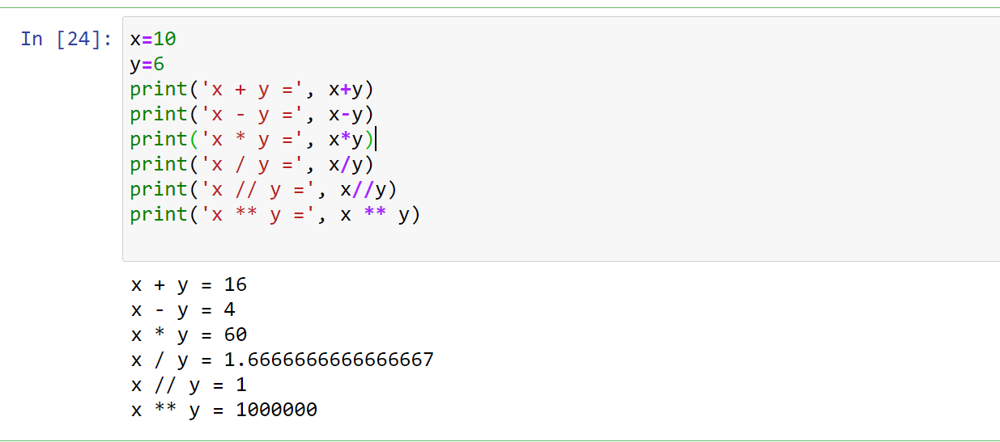 In [24]:
x=10
y=6
print('x + y =', x+y)
print('x - y =', x-y)
print('x * y =', x*y)
print('x / y =', x/y)
print('x // y =', x//y)
print('x ** y =', x ** y)
x + y = 16
x - y = 4
x * y = 60
x / y = 1.6666666666666667
x // y = 1
x ** y = 1000000